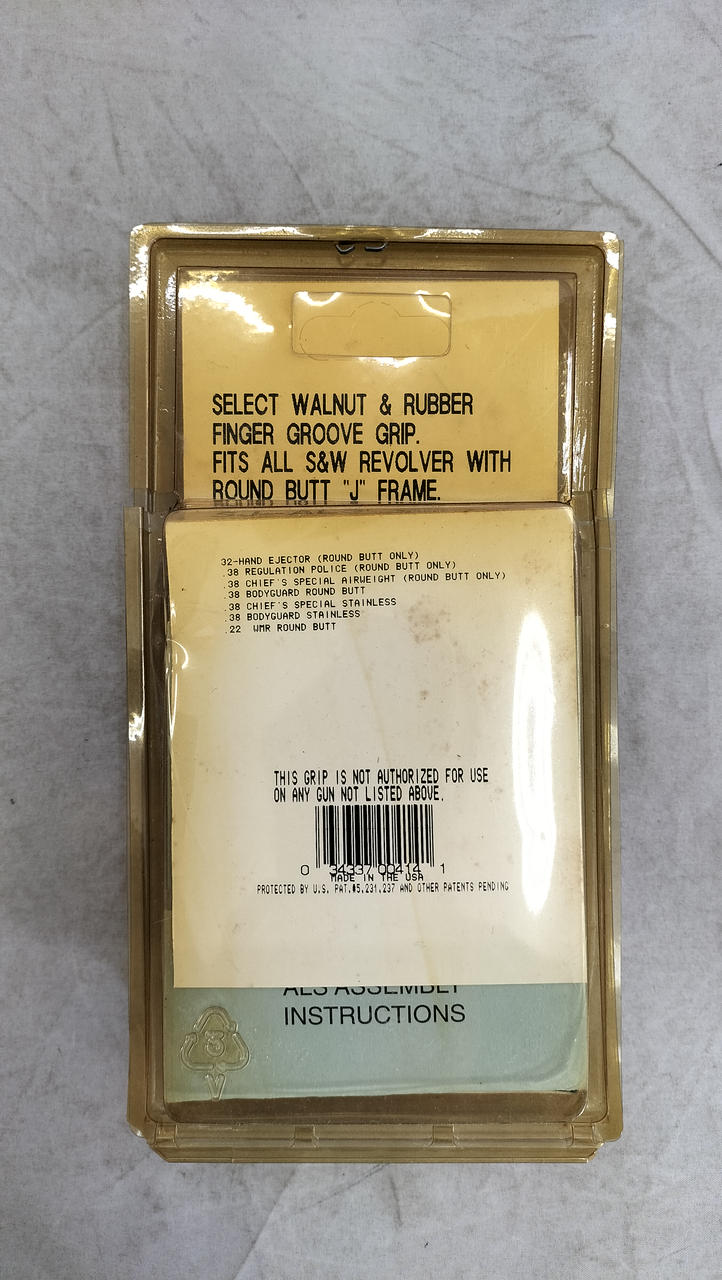 SELECT WALNUT & RUBBER
FINGER GROOVE GRIP.
FITS ALL S&W REVOLVER WITH
ROUND BUTT "J" FRAME.
32-HAND EJECTOR (ROUND BUTT ONLY)
.38 REGULATION POLICE (ROUND BUTT ONLY)
.38 CHIEF'S SPECIAL AIRWEIGHT (ROUND BUTT ONLY)
.38 BODYGUARD ROUND BUTT
.38 CHIEF'S SPECIAL STAINLESS
.38 BODYGUARD STAINLESS
.22 WMR ROUND BUTT
THIS GRIP IS NOT AUTHORIZED FOR USE
ON ANY GUN NOT LISTED ABOVE.
0 34337 00414 1
MADE IN THE USA
PROTECTED BY U.S. PAT.#5,231,237 AND OTHER PATENTS PENDING
ALS ASSEMBLY
INSTRUCTIONS
3
V